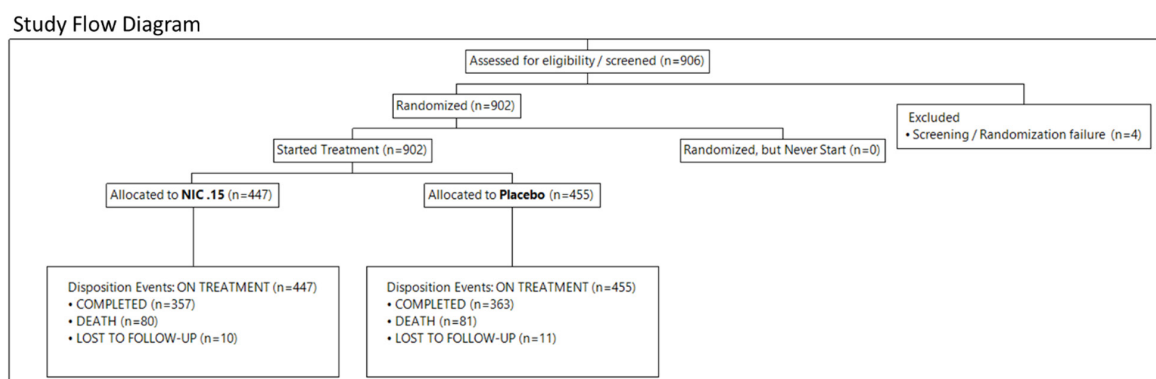 Study Flow Diagram
Assessed for eligibility / screened (n=906)
Randomized (n=902)
Excluded
• Screening / Randomization failure (n=4)
Started Treatment (n=902)
Randomized, but Never Start (n=0)
Allocated to NIC .15 (n=447)
Allocated to Placebo (n=455)
Disposition Events: ON TREATMENT (n=447)
• COMPLETED (n=357)
• DEATH (n=80)
• LOST TO FOLLOW-UP (n=10)
Disposition Events: ON TREATMENT (n=455)
• COMPLETED (n=363)
• DEATH (n=81)
• LOST TO FOLLOW-UP (n=11)